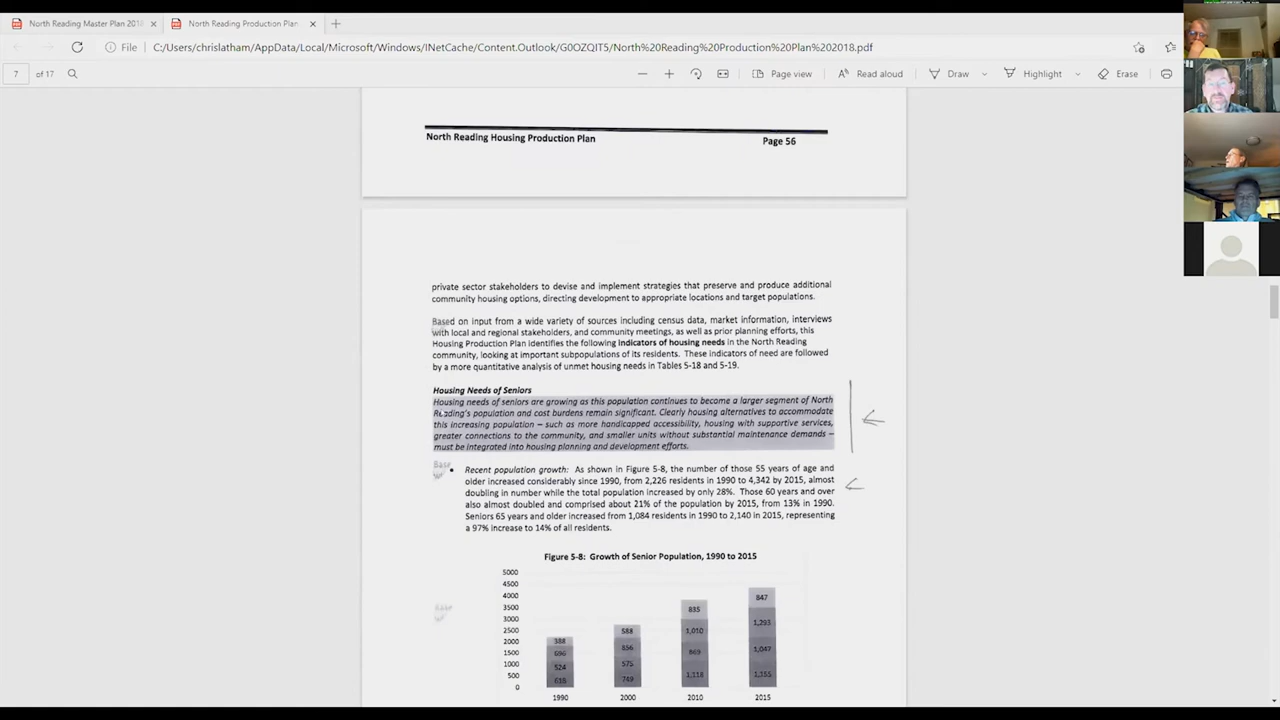 North Reading Master Plan 201
North Reading Production Plan
File
C:/Users/chrislatham/AppData/Local/Microsoft/Windows/INetCache/Content.Outlook/G0OZQIT5/North%20Reading%20Production%20Plan%202018.pdf
7 of 17
Page view
Read aloud
Draw
Highlight
Erase
North Reading Housing Production Plan Page 56
private sector stakeholders to devise and implement strategies that preserve and produce additional
community housing options, directing development to appropriate locations and target populations.
Based on input from a wide variety of sources including census data, market information, interviews
with local and regional stakeholders, and community meetings, as well as prior planning efforts, this
Housing Production Plan identifies the following indicators of housing needs in the North Reading
community, looking at important subpopulations of its residents. These indicators of need are followed
by a more quantitative analysis of unmet housing needs in Tables 5-18 and 5-19.
Housing Needs of Seniors
Housing needs of seniors are growing as this population continues to become a larger segment of North
Reading's population and cost burdens remain significant. Clearly housing alternatives to accommodate
this increasing population – such as more handicapped accessibility, housing with supportive services,
greater connections to the community, and smaller units without substantial maintenance demands –
must be integrated into housing planning and development efforts.
• Recent population growth: As shown in Figure 5-8, the number of those 55 years of age and
older increased considerably since 1990, from 2,226 residents in 1990 to 4,342 by 2015, almost
doubling in number while the total population increased by only 28%. Those 60 years and over
also almost doubled and comprised about 21% of the population by 2015, from 13% in 1990.
Seniors 65 years and older increased from 1,084 residents in 1990 to 2,140 in 2015, representing
a 97% increase to 14% of all residents.
Figure 5-8: Growth of Senior Population, 1990 to 2015
5000
4500
4000
3500
3000
2500
2000
1500
1000
500
0
388
696
524
588
856
575
749
835
1,010
869
1,118
847
1,293
1,047
1,155
1990 2000 2010 2015